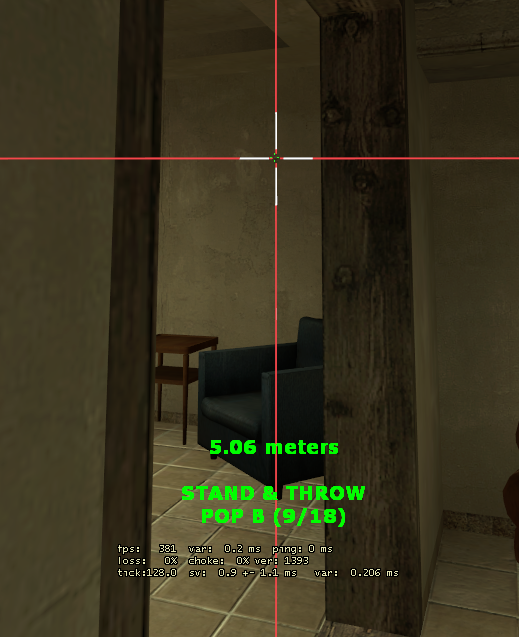 5.06 meters
STAND & THROW
POP B (9/18)
fps: 381 var: 0.2 ms ping: 0 ms
loss: 0% choke: 0% ver: 1393
tick:128.0 sv: 0.9 +- 1.1 ms var: 0.206 ms